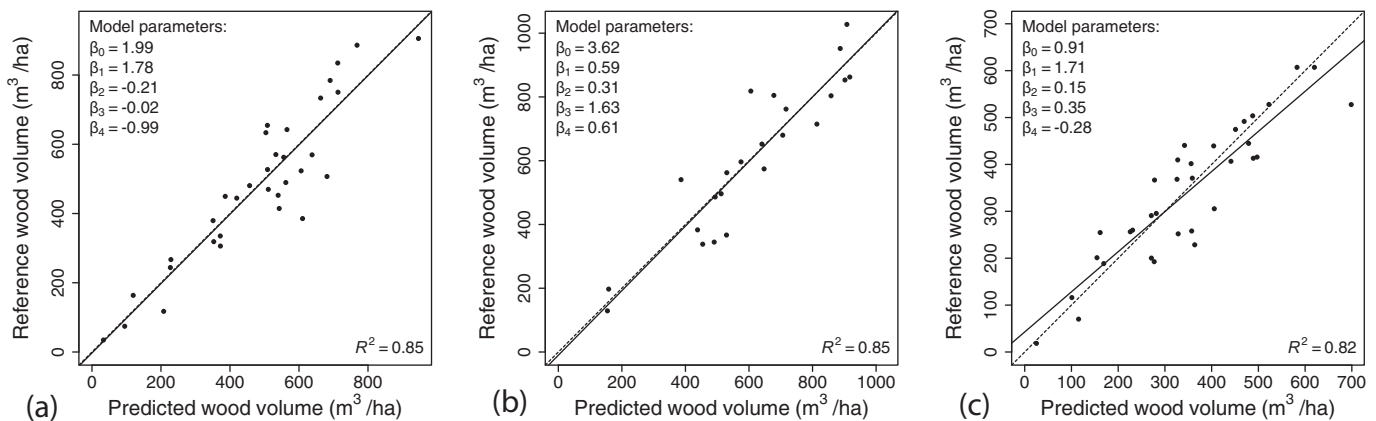 Model parameters:
β0 = 1.99
β1 = 1.78
β2 = -0.21
β3 = -0.02
β4 = -0.99
Reference wood volume (m3 /ha)
0 200 400 600 800
R2 = 0.85
0 200 400 600 800
(a) Predicted wood volume (m3 /ha)
Model parameters:
β0 = 3.62
β1 = 0.59
β2 = 0.31
β3 = 1.63
β4 = 0.61
Reference wood volume (m3 /ha)
0 200 400 600 800 1000
R2 = 0.85
0 200 400 600 800 1000
(b) Predicted wood volume (m3 /ha)
Model parameters:
β0 = 0.91
β1 = 1.71
β2 = 0.15
β3 = 0.35
β4 = -0.28
Reference wood volume (m3 /ha)
0 100 200 300 400 500 600 700
R2 = 0.82
0 100 200 300 400 500 600 700
(c) Predicted wood volume (m3 /ha)